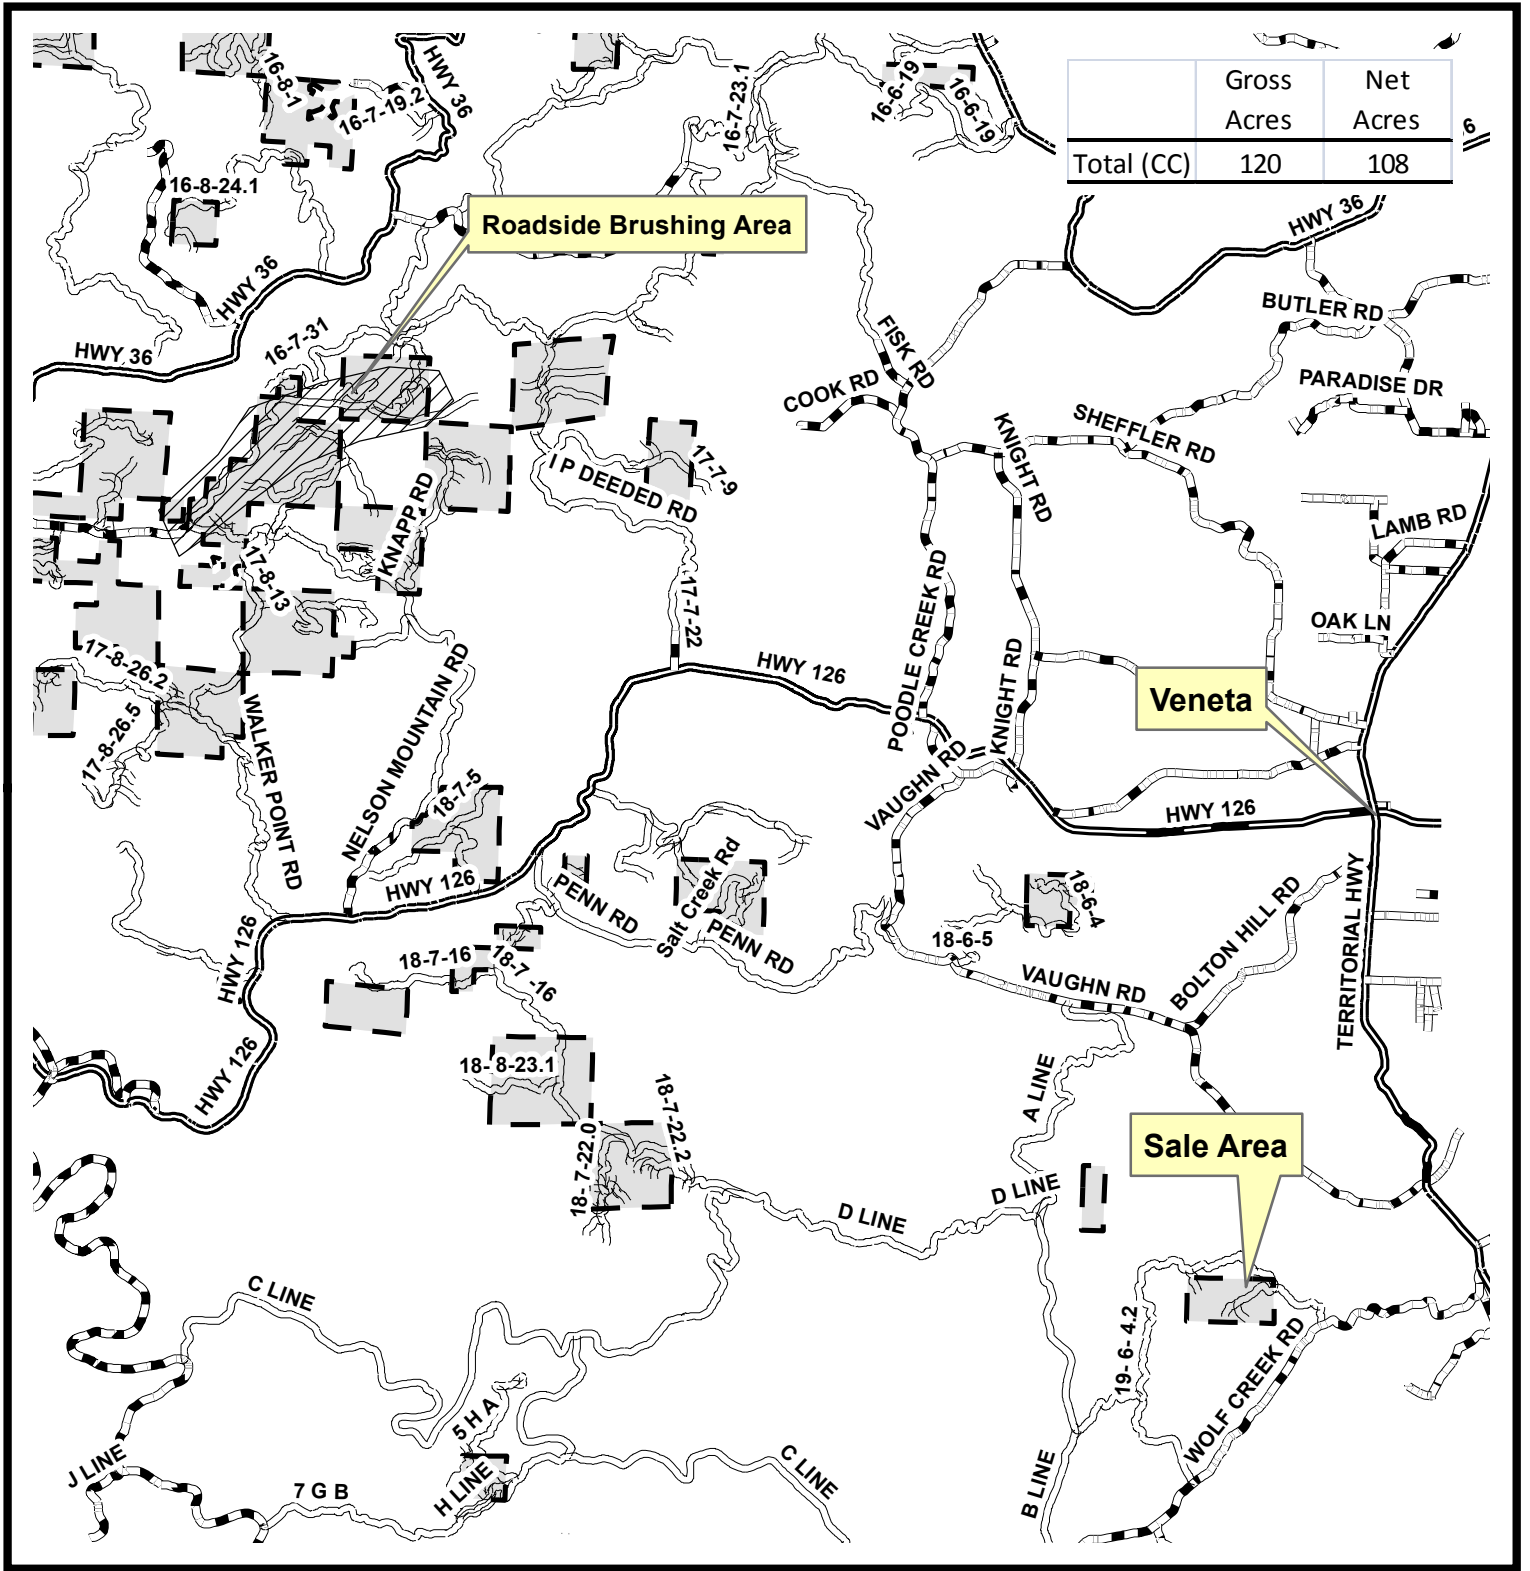 HWY 36
16-8-1
16-7-19.2
16-7-23.1
16-6-19
16-6-19
Gross Acres
Net Acres
Total (CC) 120 108
6
16-8-24.1
Roadside Brushing Area
HWY 36
HWY 36
HWY 36
16-7-31
BUTLER RD
FISK RD
COOK RD
PARADISE DR
SHEFFLER RD
KNIGHT RD
17-7-9
I P DEEDED RD
KNAPP RD
LAMB RD
17-8-13
17-7-22
POODLE CREEK RD
OAK LN
17-8-26.2
NELSON MOUNTAIN RD
HWY 126
KNIGHT RD
Veneta
17-8-26.5
WALKER POINT RD
VAUGHN RD
18-7-5
HWY 126
HWY 126
PENN RD
Salt Creek Rd
PENN RD
18-6-4
BOLTON HILL RD
TERRITORIAL HWY
HWY 126
18-7-16
18-7
-16
18-6-5
VAUGHN RD
HWY 126
18- 8-23.1
18-7-22.2
18- 7-22.0
A LINE
Sale Area
D LINE
D LINE
C LINE
19- 6- 4.2
WOLF CREEK RD
5 H A
H LINE
J LINE
7 G B
C LINE
B LINE